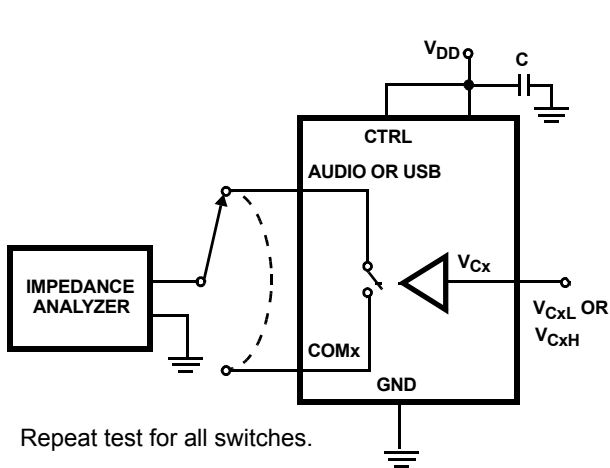 VDD
C
CTRL
AUDIO OR USB
VCx
IMPEDANCE
ANALYZER
VCxL OR
VCxH
COMx
GND
Repeat test for all switches.